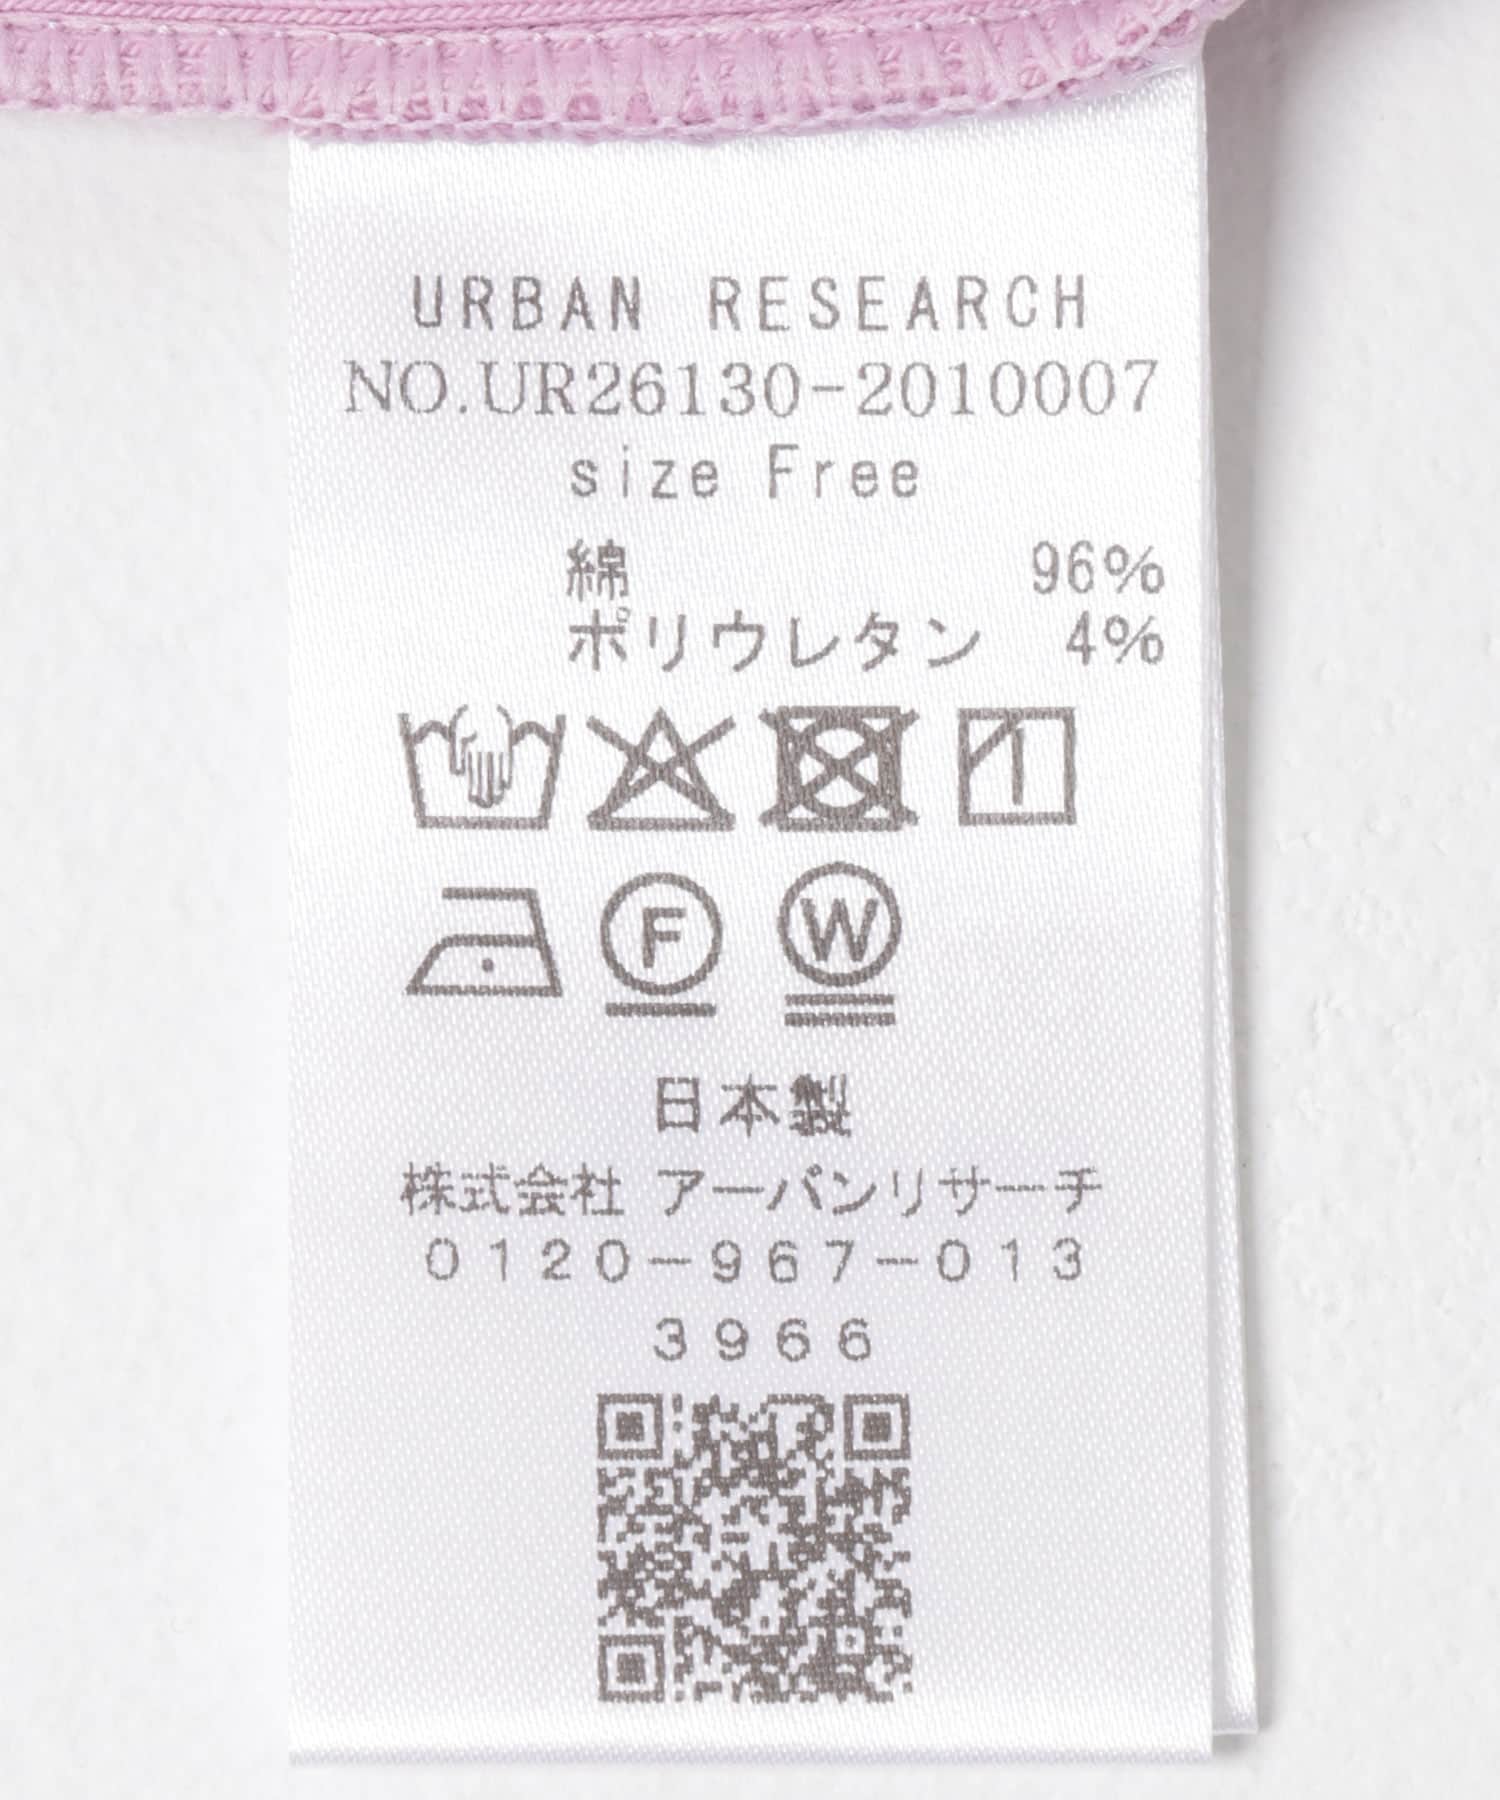 URBAN RESEARCH
NO.UR26130-2010007
size Free
綿 96%
ポリウレタン 4%
F W
日本製
株式会社 アーバンリサーチ
0120-967-013
3966